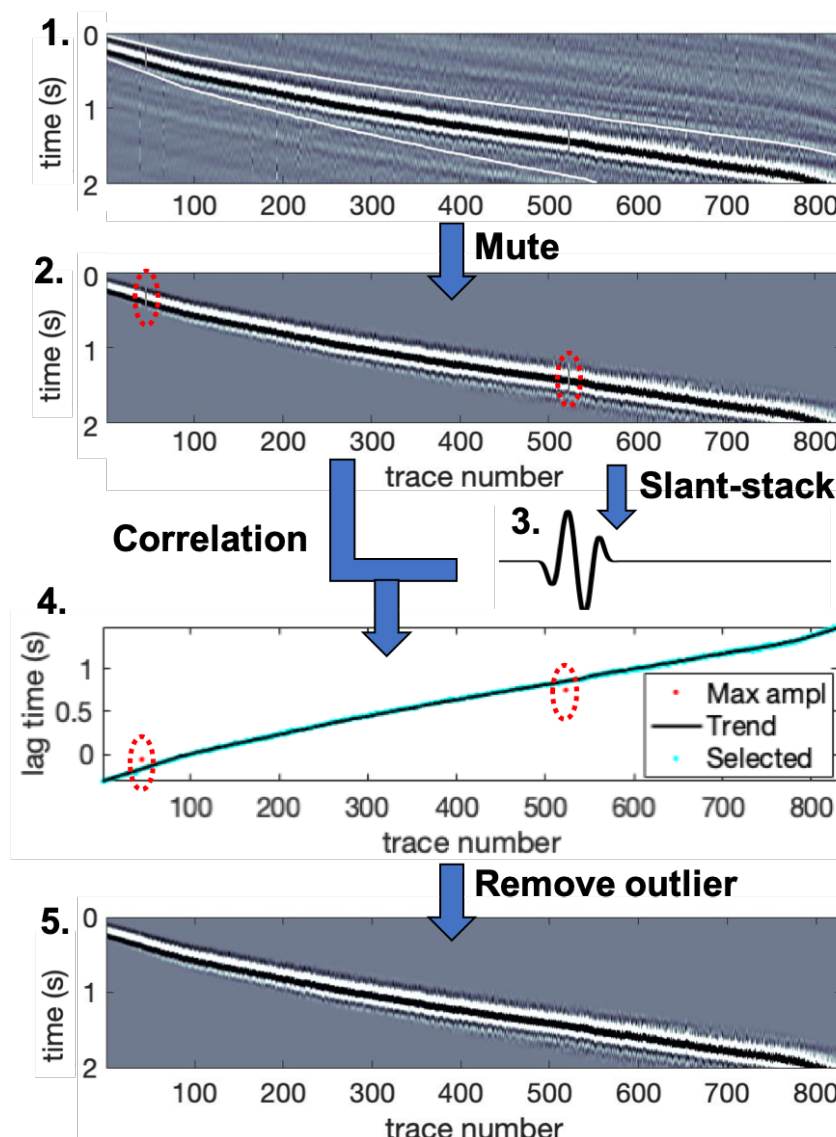 1.
0
1
2
time (s)
100 200 300 400 500 600 700 800
Mute
2.
0
1
2
time (s)
100 200 300 400 500 600 700 800
trace number
Slant-stack
Correlation
3.
4.
1
0.5
0
lag time (s)
Max ampl
Trend
Selected
100 200 300 400 500 600 700 800
trace number
Remove outlier
5.
0
1
2
time (s)
100 200 300 400 500 600 700 800
trace number